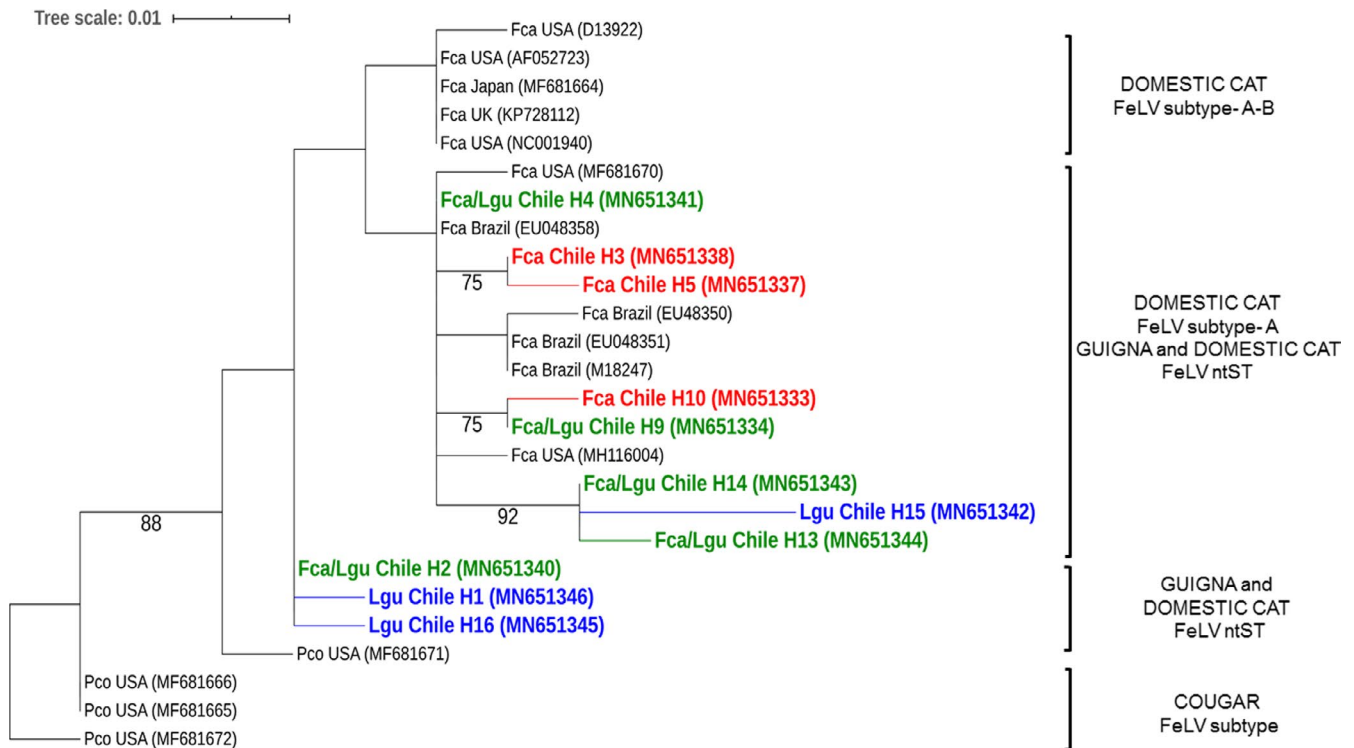 Tree scale: 0.01
Fca USA (D13922)
Fca USA (AF052723)
Fca Japan (MF681664)
Fca UK (KP728112)
Fca USA (NC001940)
DOMESTIC CAT
FeLV subtype-A-B
Fca USA (MF681670)
Fca/Lgu Chile H4 (MN651341)
Fca Brazil (EU048358)
Fca Chile H3 (MN651338)
75
Fca Chile H5 (MN651337)
Fca Brazil (EU48350)
Fca Brazil (EU048351)
Fca Brazil (M18247)
Fca Chile H10 (MN651333)
75
Fca/Lgu Chile H9 (MN651334)
Fca USA (MH116004)
Fca/Lgu Chile H14 (MN651343)
92
Lgu Chile H15 (MN651342)
Fca/Lgu Chile H13 (MN651344)
DOMESTIC CAT
FeLV subtype-A
GUIGNA and DOMESTIC CAT
FeLV ntST
88
Fca/Lgu Chile H2 (MN651340)
Lgu Chile H1 (MN651346)
Lgu Chile H16 (MN651345)
GUIGNA and
DOMESTIC CAT
FeLV ntST
Pco USA (MF681671)
Pco USA (MF681666)
Pco USA (MF681665)
Pco USA (MF681672)
COUGAR
FeLV subtype